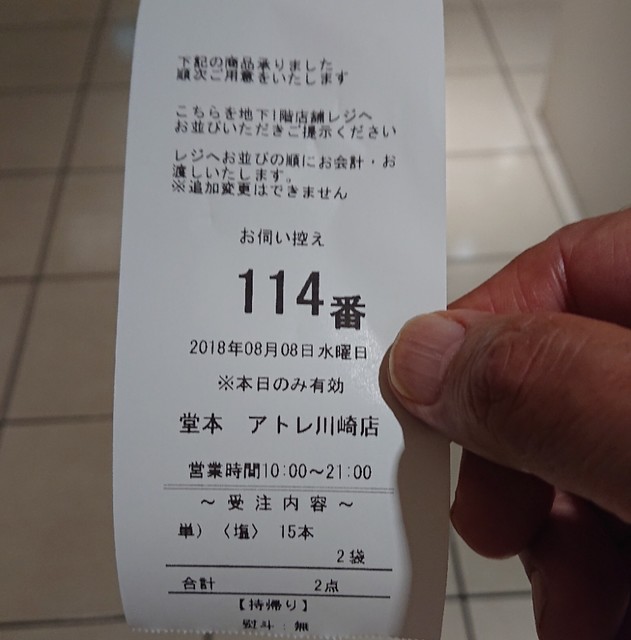 下記の商品承りました
順次ご用意をいたします
こちらを地下1階店舗レジへ
お並びいただきご提示ください
レジへお並びの順にお会計・お
渡しいたします。
※追加変更はできません
お伺い控え
114番
2018年08月08日水曜日
※本日のみ有効
堂本 アトレ川崎店
営業時間10:00～21:00
～ 受 注 内 容 ～
単) 〈塩〉 15本
2袋
合計 2点
【持帰り】
熨斗:無